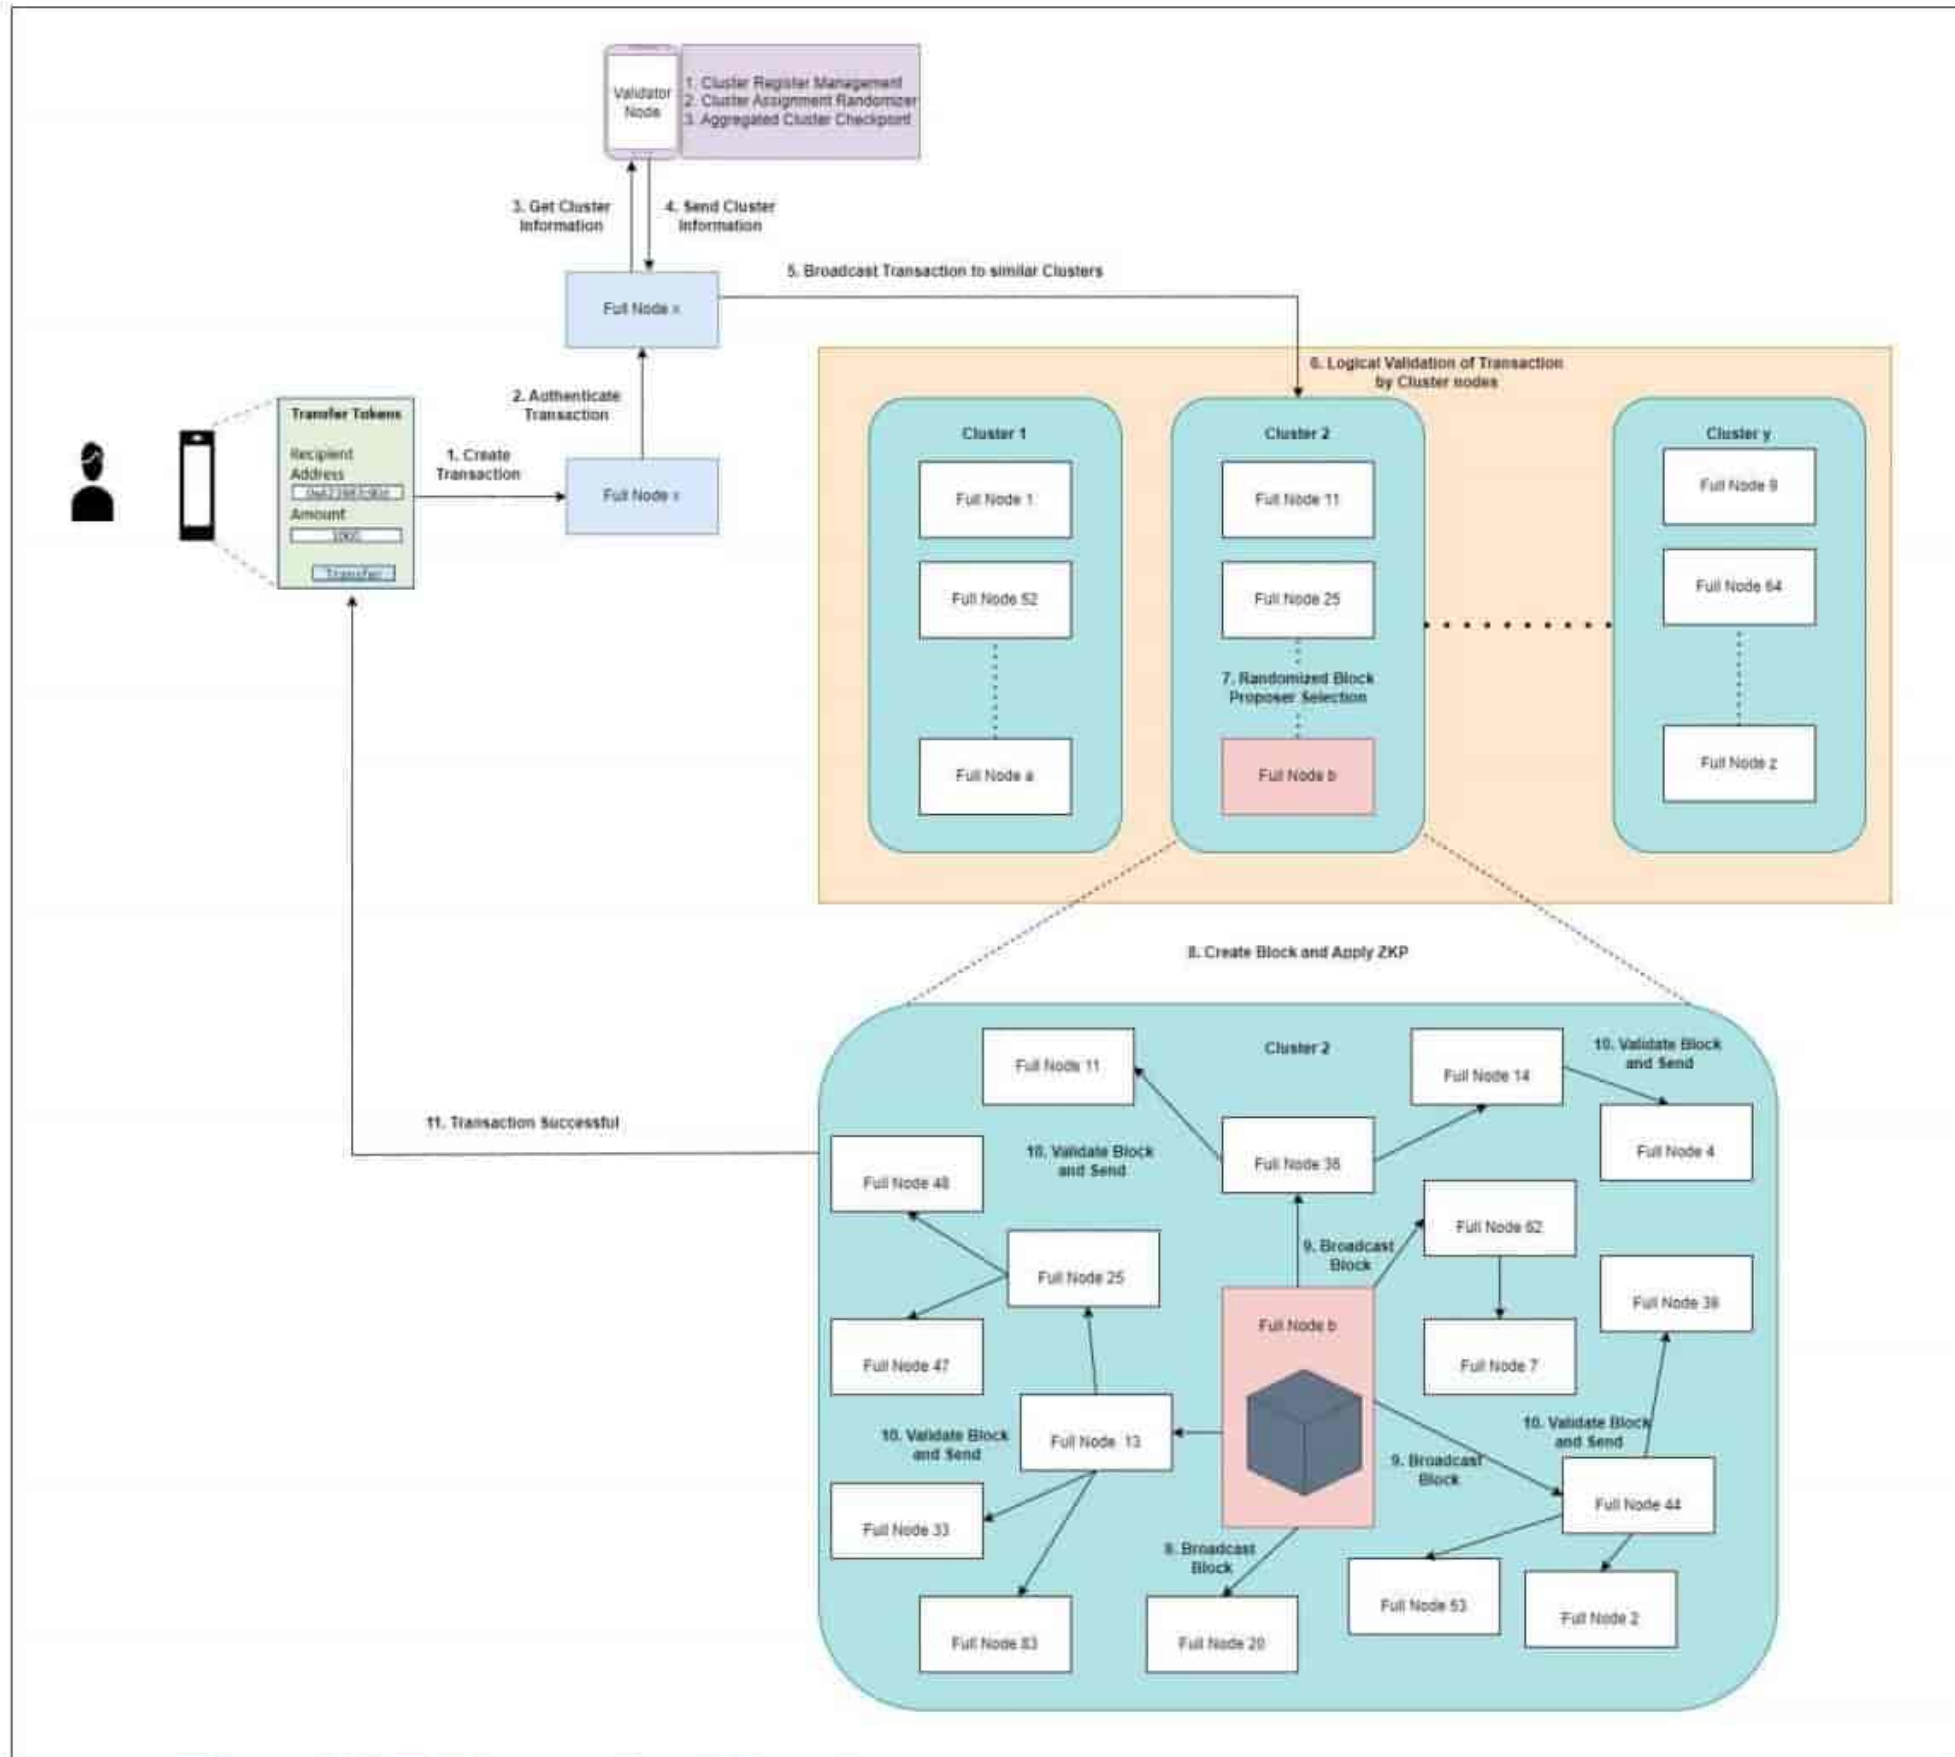 Validator
Node
1. Cluster Register Management
2. Cluster Assignment Randomizer
3. Aggregated Cluster Checkpoint
3. Get Cluster
Information
4. Send Cluster
Information
5. Broadcast Transaction to similar Clusters
Full Node x
2. Authenticate
Transaction
Transfer Tokens
Recipient
Address
Amount
Transfer
1. Create
Transaction
Full Node x
6. Logical Validation of Transaction
by Cluster nodes
Cluster 1
Full Node 1
Full Node 52
Full Node a
Cluster 2
Full Node 11
Full Node 25
7. Randomized Block
Proposer Selection
Full Node b
Cluster y
Full Node 9
Full Node 64
Full Node z
8. Create Block and Apply ZKP
11. Transaction Successful
Cluster 2
Full Node 11
Full Node 14
10. Validate Block
and Send
Full Node 4
10. Validate Block
and Send
Full Node 36
Full Node 48
Full Node 62
9. Broadcast
Block
Full Node 25
Full Node 39
Full Node b
Full Node 47
Full Node 7
10. Validate Block
and Send
Full Node 13
10. Validate Block
and Send
9. Broadcast
Block
Full Node 44
Full Node 33
9. Broadcast
Block
Full Node 53
Full Node 2
Full Node 83
Full Node 20